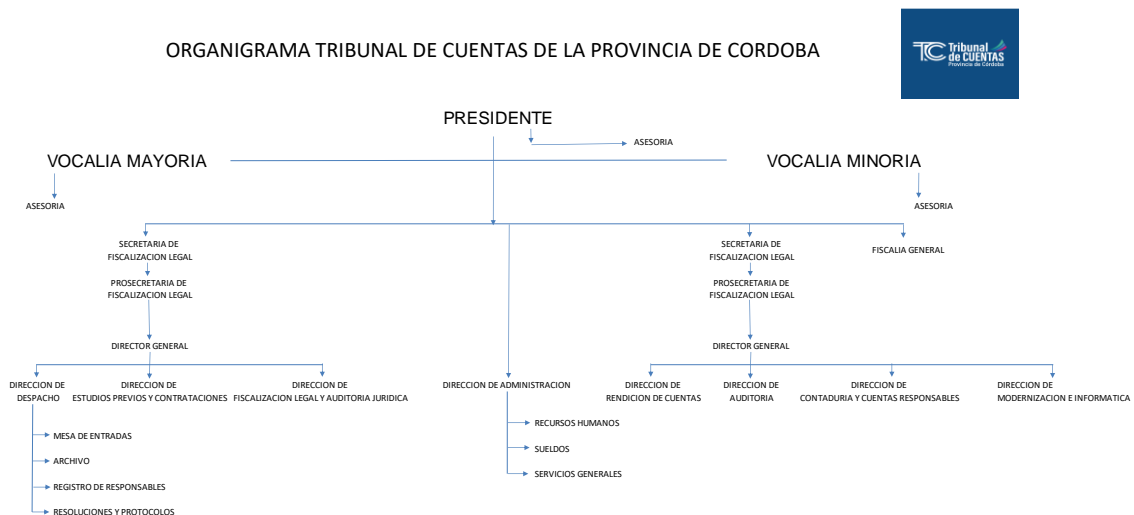 ORGANIGRAMA TRIBUNAL DE CUENTAS DE LA PROVINCIA DE CORDOBA
TC Tribunal
de CUENTAS
Provincia de Córdoba
PRESIDENTE
ASESORIA
VOCALIA MAYORIA
VOCALIA MINORIA
ASESORIA
ASESORIA
SECRETARIA DE
FISCALIZACION LEGAL
SECRETARIA DE
FISCALIZACION LEGAL
FISCALIA GENERAL
PROSECRETARIA DE
FISCALIZACION LEGAL
PROSECRETARIA DE
FISCALIZACION LEGAL
DIRECTOR GENERAL
DIRECTOR GENERAL
DIRECCION DE
DESPACHO
DIRECCION DE
ESTUDIOS PREVIOS Y CONTRATACIONES
DIRECCION DE
FISCALIZACION LEGAL Y AUDITORIA JURIDICA
DIRECCION DE ADMINISTRACION
DIRECCION DE
RENDICION DE CUENTAS
DIRECCION DE
AUDITORIA
DIRECCION DE
CONTADURIA Y CUENTAS RESPONSABLES
DIRECCION DE
MODERNIZACION E INFORMATICA
MESA DE ENTRADAS
ARCHIVO
REGISTRO DE RESPONSABLES
RESOLUCIONES Y PROTOCOLOS
RECURSOS HUMANOS
SUELDOS
SERVICIOS GENERALES